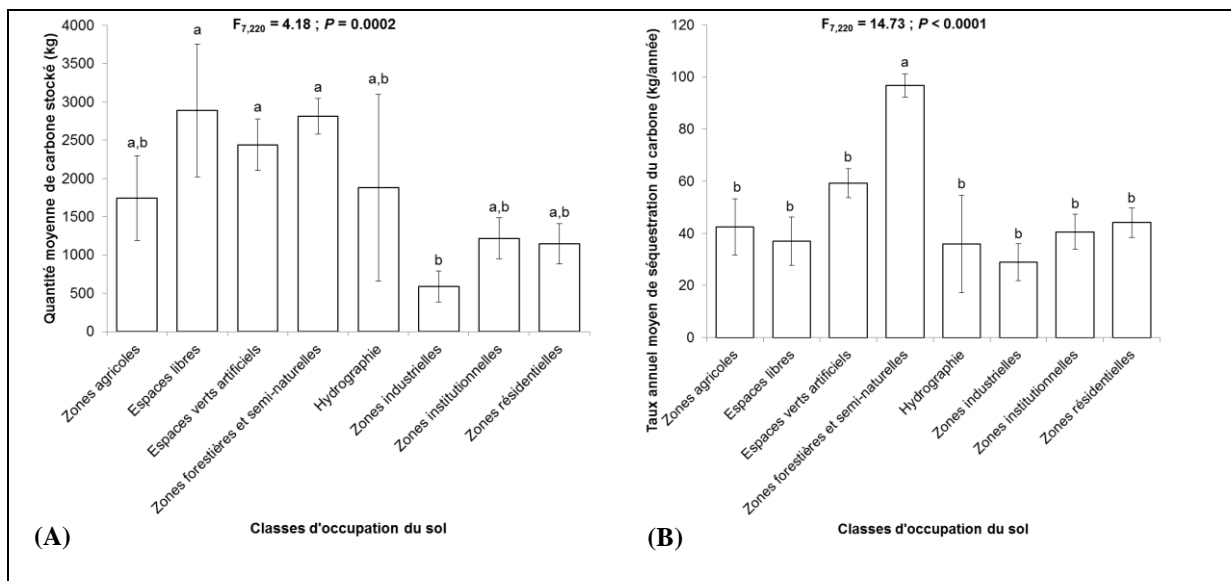 F7,220 = 4.18 ; P = 0.0002
Quantité moyenne de carbone stocké (kg)
4000
3500
3000
2500
2000
1500
1000
500
0
a,b
a
a
a
a,b
b
a,b
a,b
Zones agricoles
Espaces libres
Espaces verts artificiels
Zones forestières et semi-naturelles
Hydrographie
Zones industrielles
Zones institutionnelles
Zones résidentielles
Classes d'occupation du sol
(A)
F7,220 = 14.73 ; P < 0.0001
Taux annuel moyen de séquestration du carbone (kg/année)
120
100
80
60
40
20
0
b
b
b
a
b
b
b
b
Zones agricoles
Espaces libres
Espaces verts artificiels
Zones forestières et semi-naturelles
Hydrographie
Zones industrielles
Zones institutionnelles
Zones résidentielles
Classes d'occupation du sol
(B)